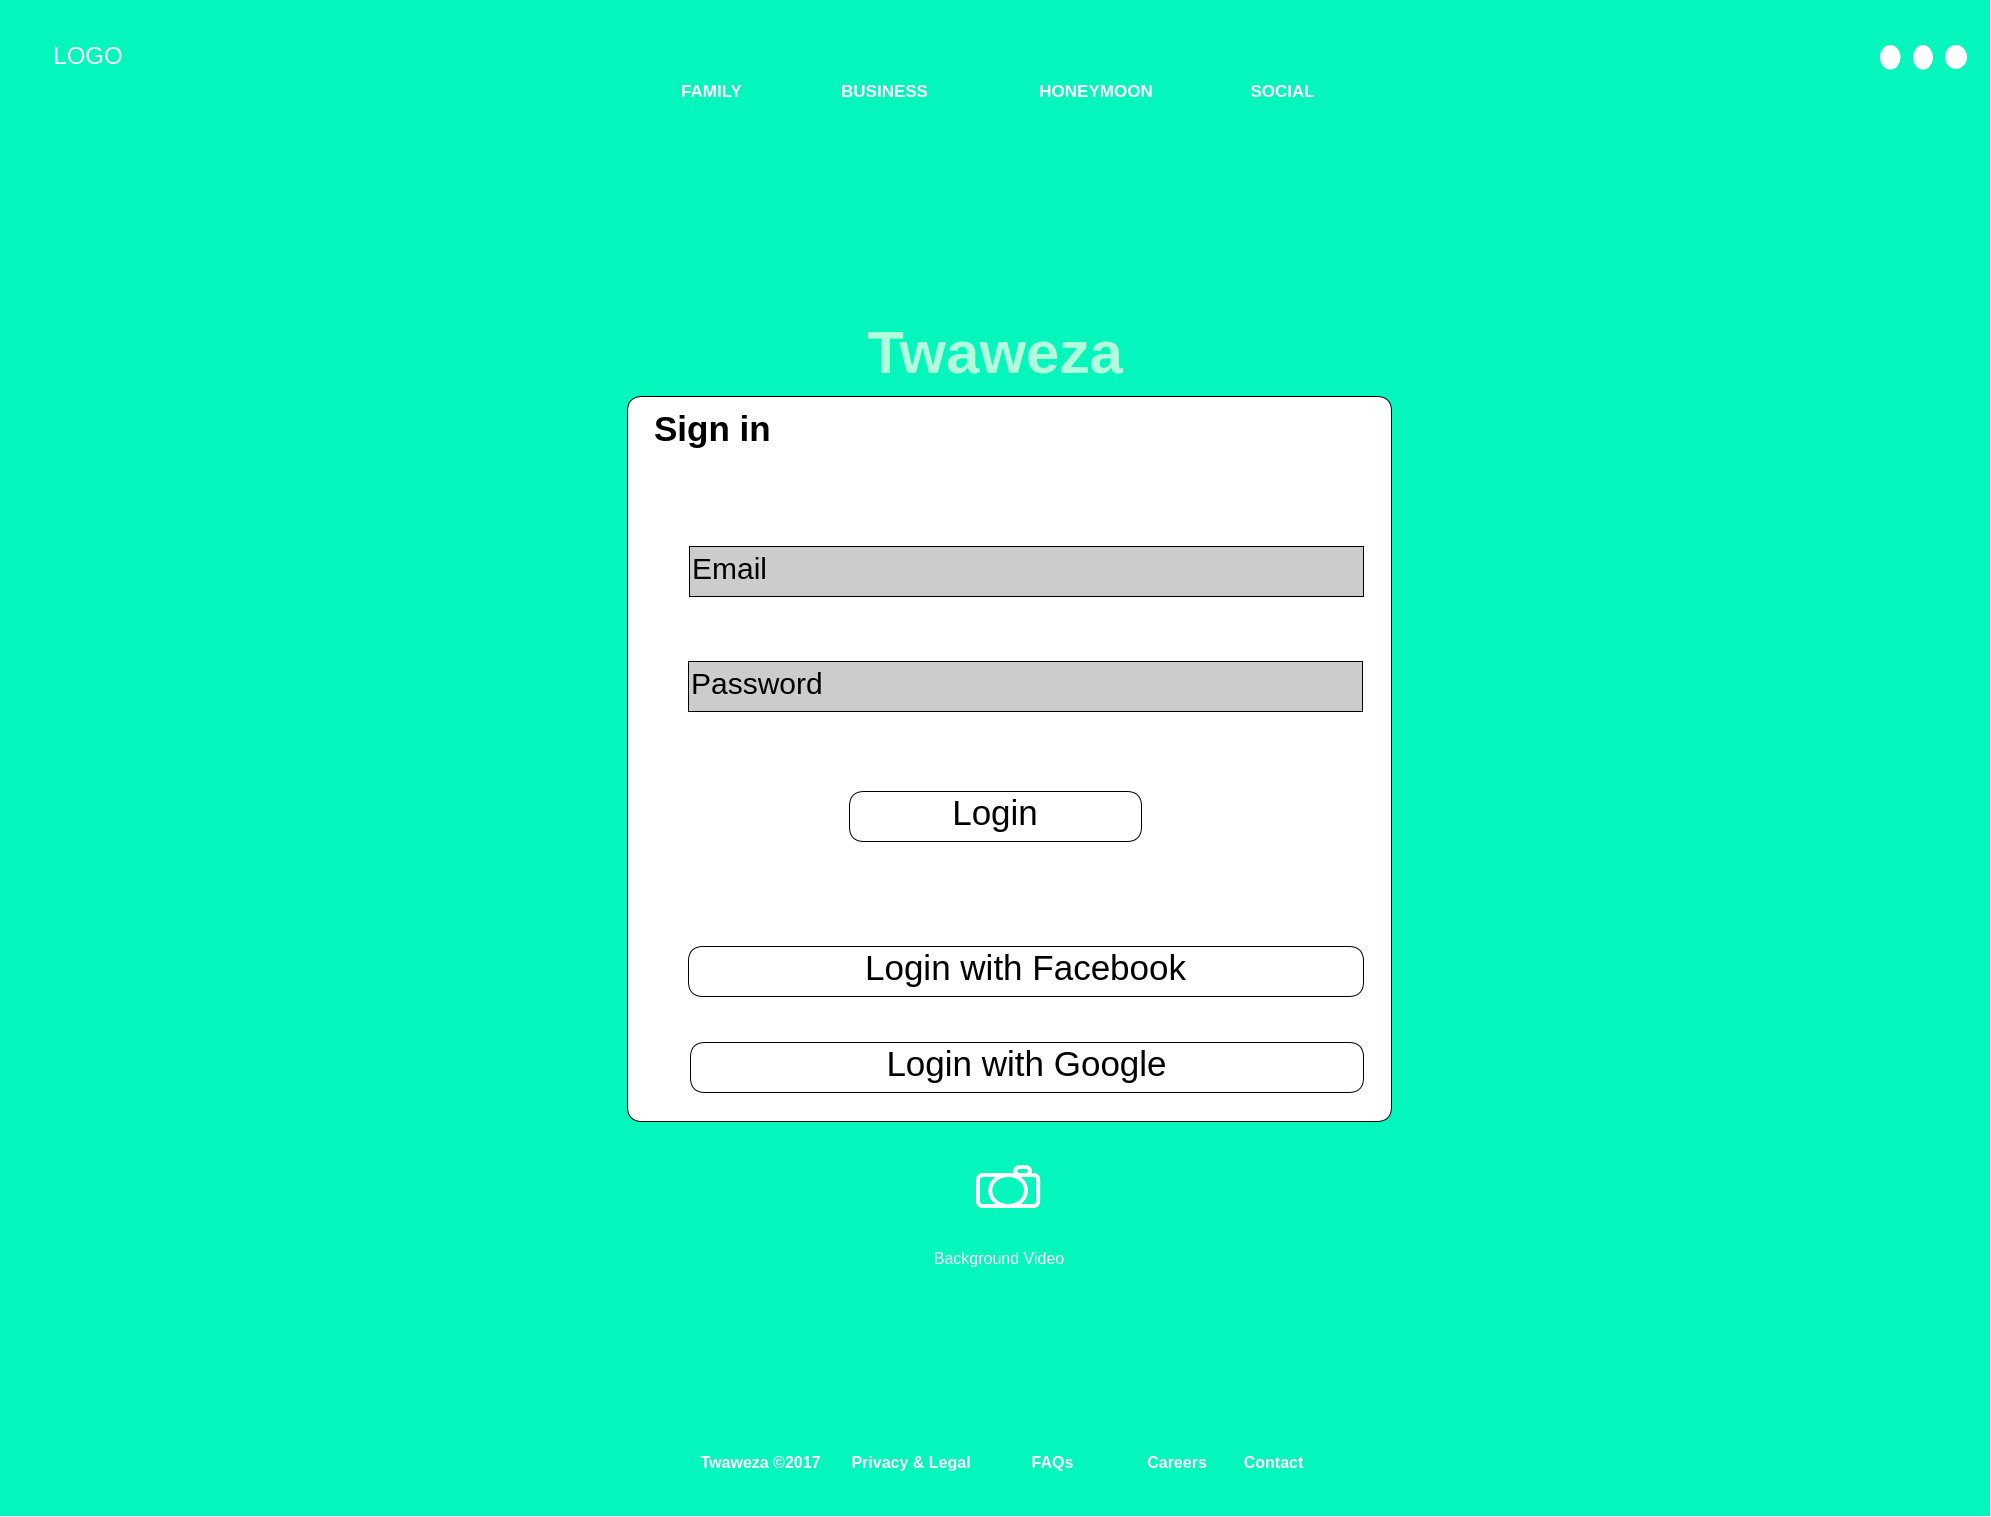 LOGO
FAMILY BUSINESS HONEYMOON SOCIAL
Twaweza
Sign in
Email
Password
Login
Login with Facebook
Login with Google
Background Video
Twaweza ©2017 Privacy & Legal FAQs Careers Contact